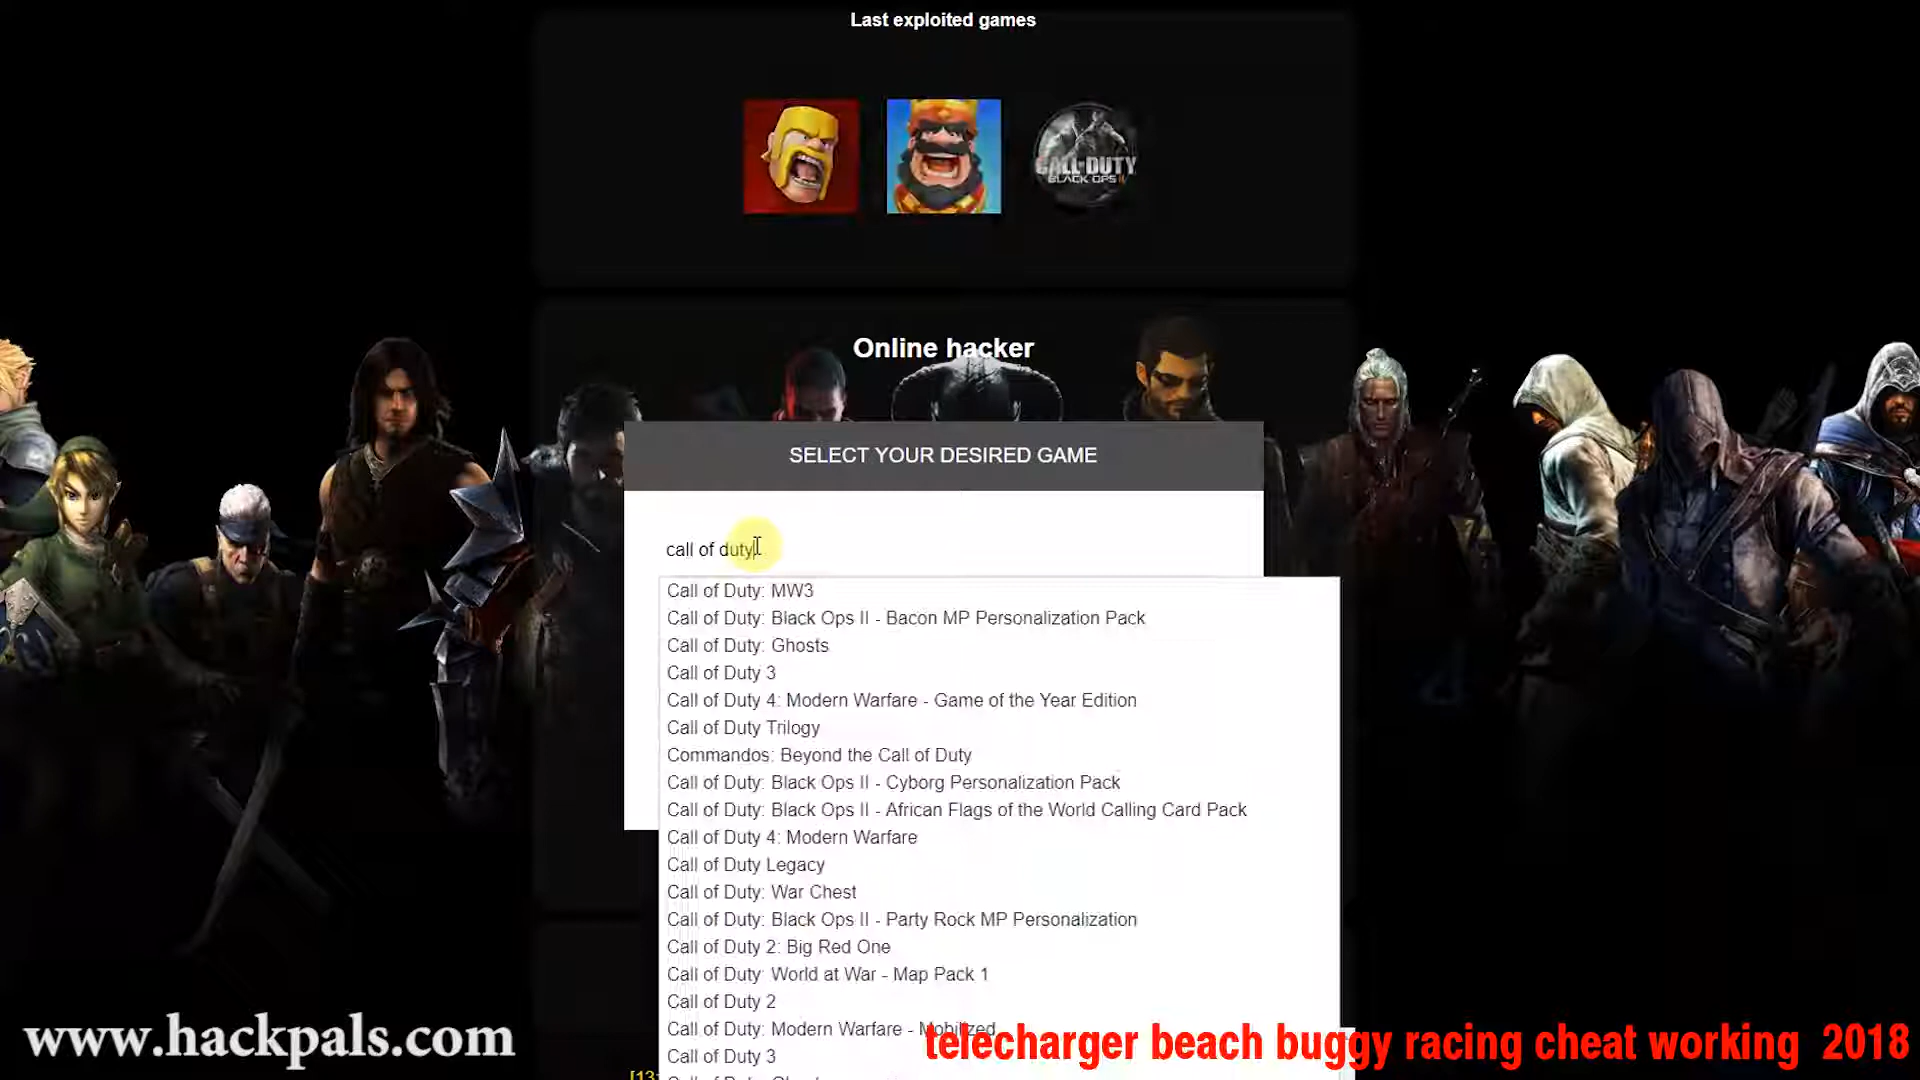 Last exploited games
CALL OF DUTY
BLACK OPS II
Online hacker
SELECT YOUR DESIRED GAME
call of duty
Call of Duty: MW3
Call of Duty: Black Ops II - Bacon MP Personalization Pack
Call of Duty: Ghosts
Call of Duty 3
Call of Duty 4: Modern Warfare - Game of the Year Edition
Call of Duty Trilogy
Commandos: Beyond the Call of Duty
Call of Duty: Black Ops II - Cyborg Personalization Pack
Call of Duty: Black Ops II - African Flags of the World Calling Card Pack
Call of Duty 4: Modern Warfare
Call of Duty Legacy
Call of Duty: War Chest
Call of Duty: Black Ops II - Party Rock MP Personalization
Call of Duty 2: Big Red One
Call of Duty: World at War - Map Pack 1
Call of Duty 2
Call of Duty: Modern Warfare - Mobilized
Call of Duty 3
www.hackpals.com
telecharger beach buggy racing cheat working 2018